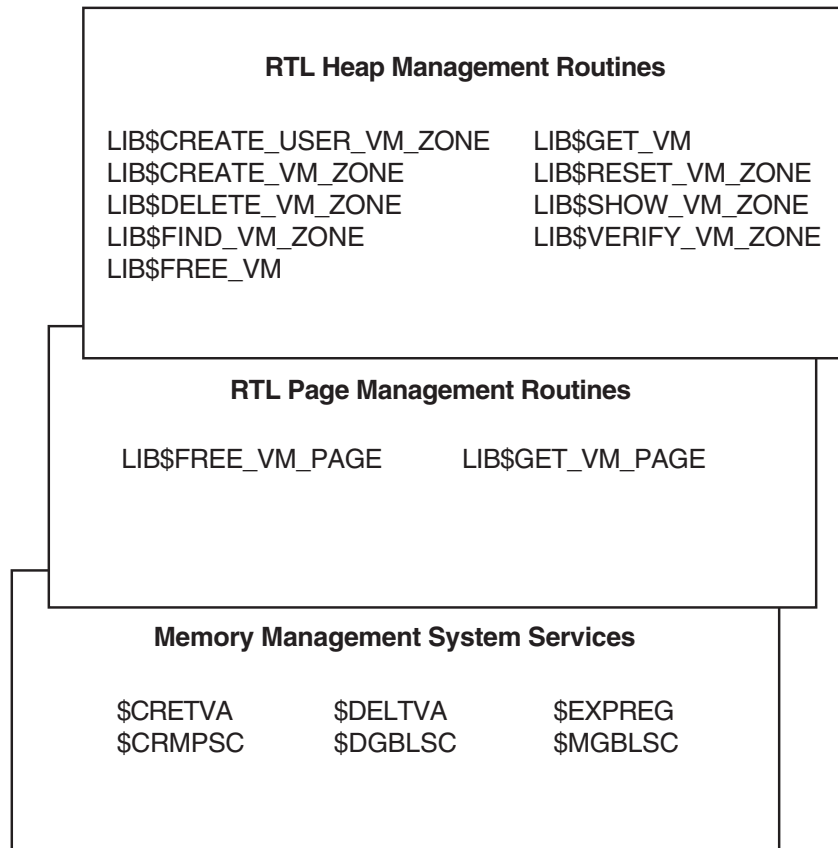 RTL Heap Management Routines
LIB$CREATE_USER_VM_ZONE LIB$GET_VM
LIB$CREATE_VM_ZONE LIB$RESET_VM_ZONE
LIB$DELETE_VM_ZONE LIB$SHOW_VM_ZONE
LIB$FIND_VM_ZONE LIB$VERIFY_VM_ZONE
LIB$FREE_VM
RTL Page Management Routines
LIB$FREE_VM_PAGE LIB$GET_VM_PAGE
Memory Management System Services
$CRETVA $DELTVA $EXPREG
$CRMPSC $DGBLSC $MGBLSC